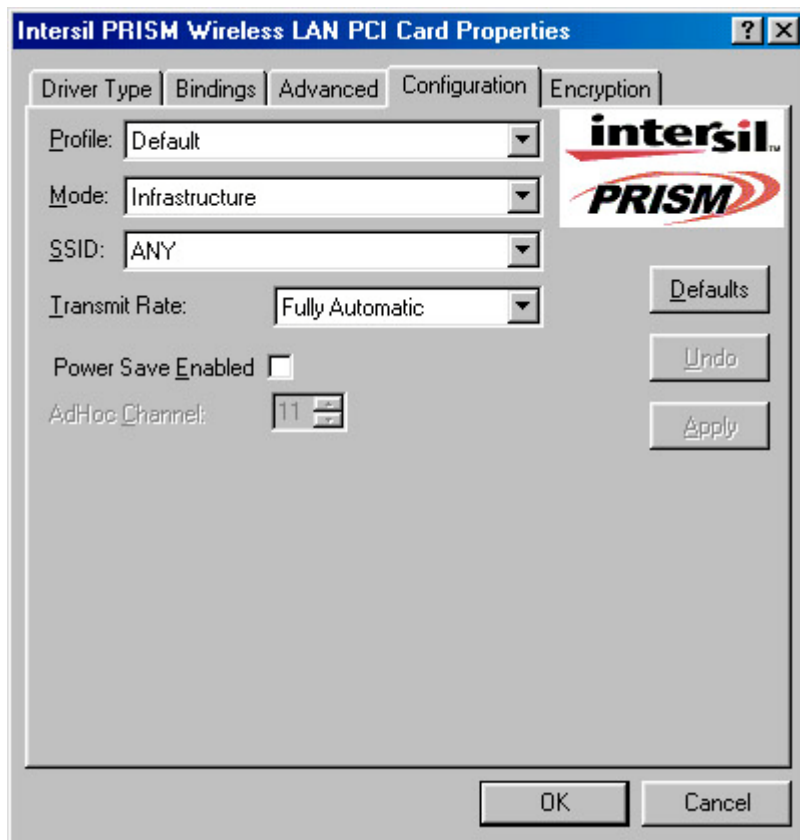 Intersil PRISM Wireless LAN PCI Card Properties
Driver Type Bindings Advanced Configuration Encryption
Profile: Default
intersil™
Mode: Infrastructure
PRISM
SSID: ANY
Defaults
Transmit Rate: Fully Automatic
Undo
Power Save Enabled
AdHoc Channel: 11
Apply
OK Cancel